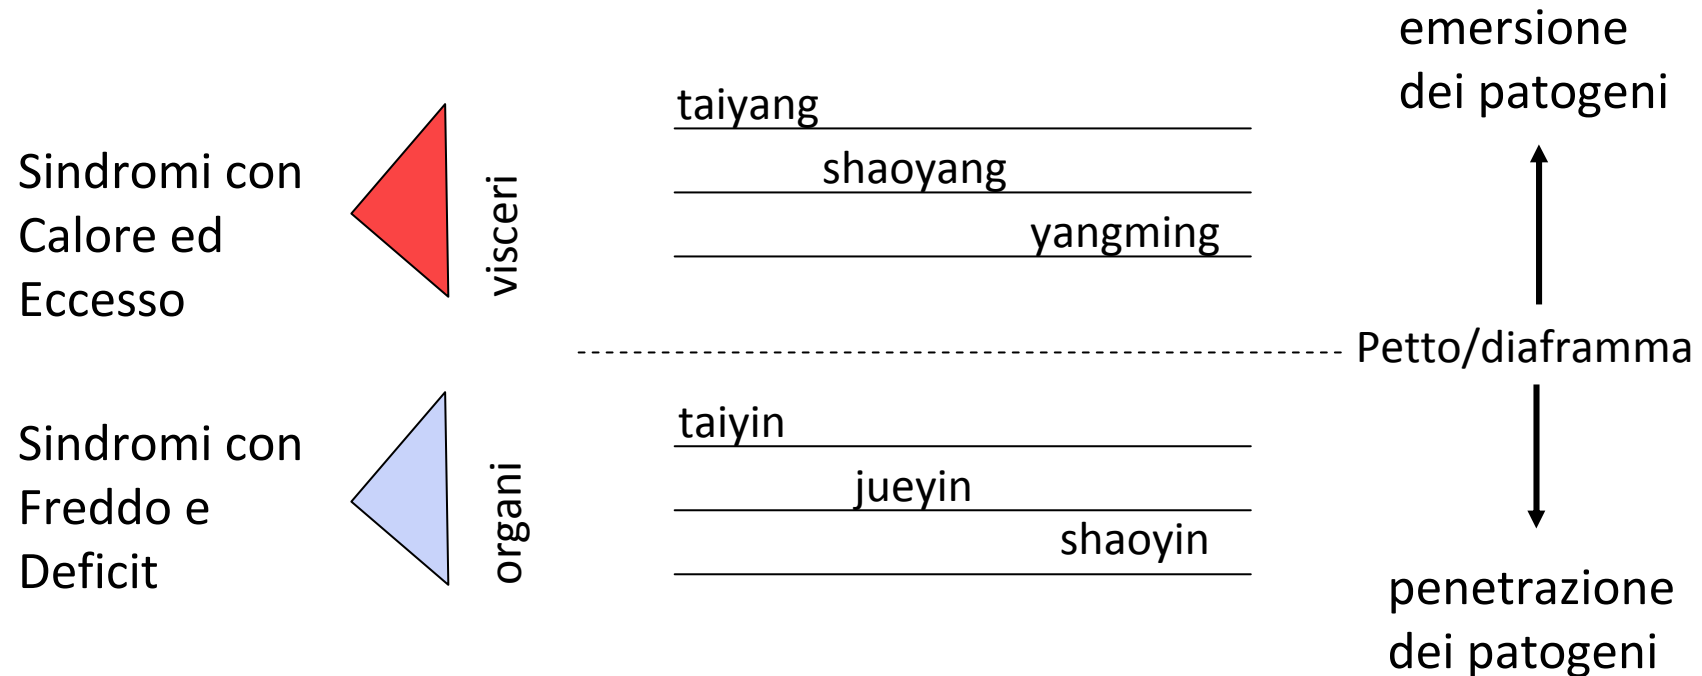 emersione
dei patogeni
taiyang
shaoyang
yangming
Sindromi con
Calore ed
Eccesso
visceri
Petto/diaframma
taiyin
jueyin
shaoyin
Sindromi con
Freddo e
Deficit
organi
penetrazione
dei patogeni